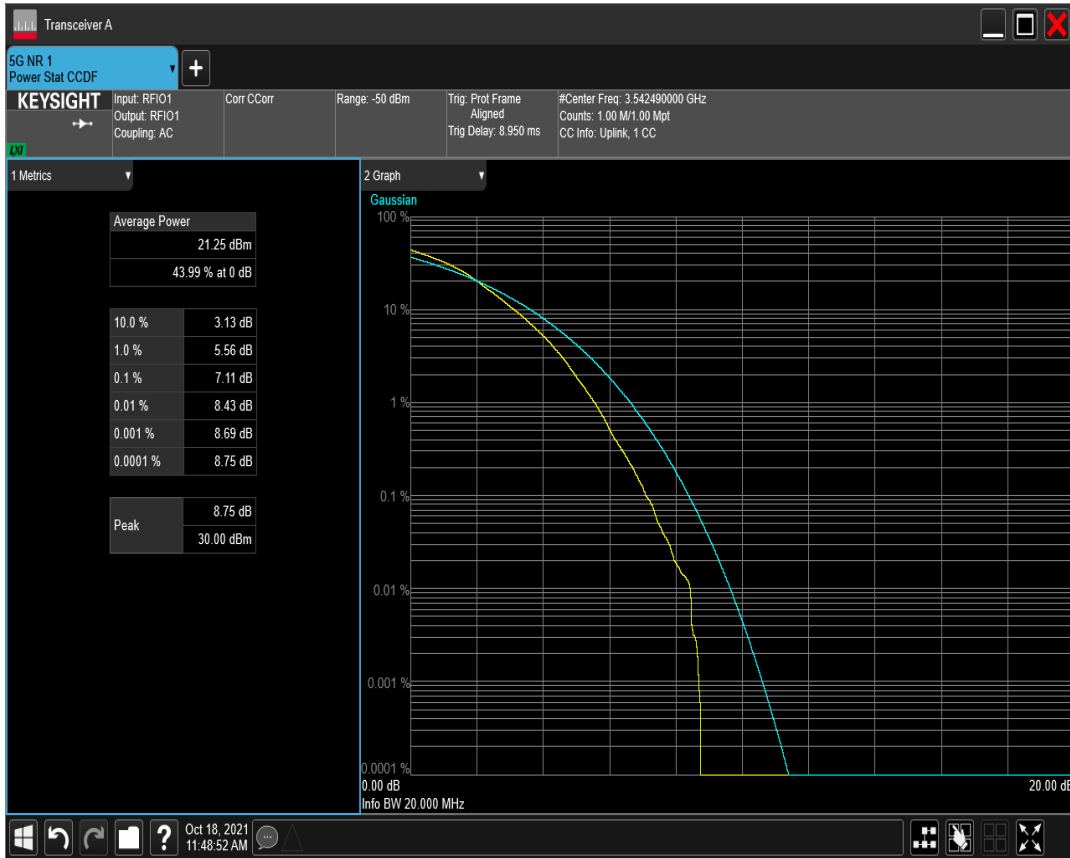 Transceiver A
5G NR 1
Power Stat CCDF
KEYSIGHT
LXI
Input: RFIO1
Output: RFIO1
Coupling: AC
Corr CCorr
Range: -50 dBm
Trig: Prot Frame
Aligned
Trig Delay: 8.950 ms
#Center Freq: 3.542490000 GHz
Counts: 1.00 M/1.00 Mpt
CC Info: Uplink, 1 CC
1 Metrics
Average Power
21.25 dBm
43.99 % at 0 dB
10.0 % 3.13 dB
1.0 % 5.56 dB
0.1 % 7.11 dB
0.01 % 8.43 dB
0.001 % 8.69 dB
0.0001 % 8.75 dB
Peak
8.75 dB
30.00 dBm
2 Graph
Gaussian
100 %
10 %
1 %
0.1 %
0.01 %
0.001 %
0.0001 %
0.00 dB
20.00 dB
Info BW 20.000 MHz
?
Oct 18, 2021
11:48:52 AM